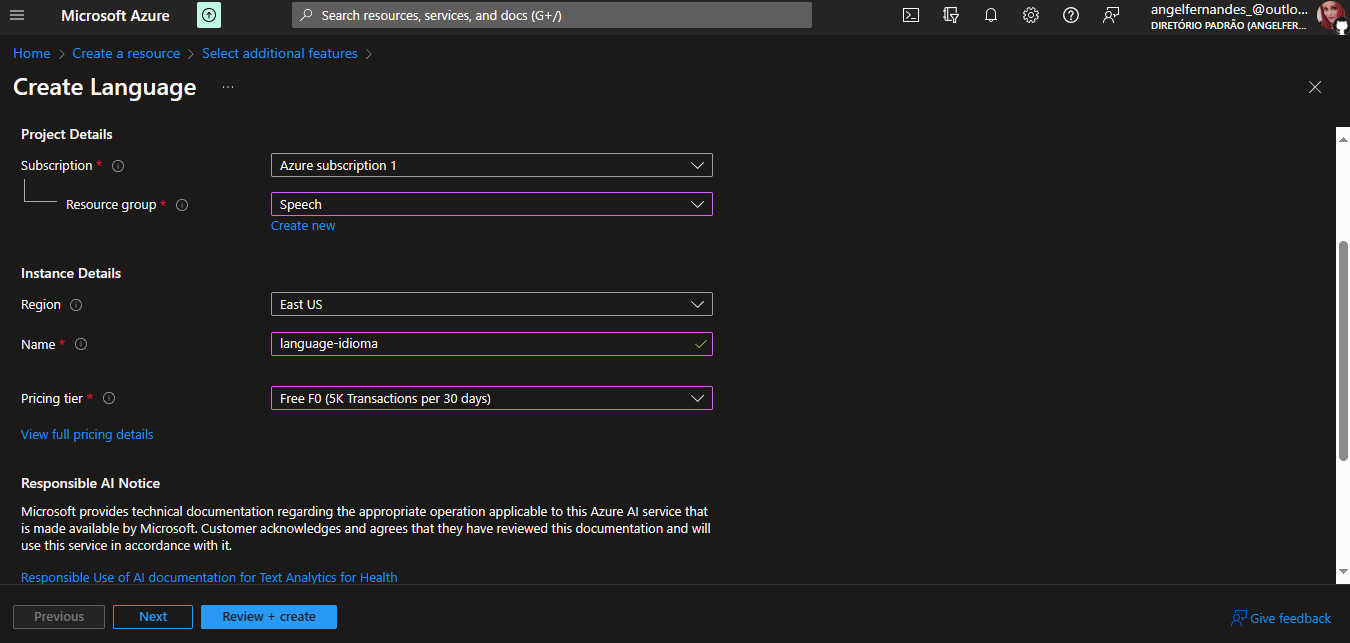 Microsoft Azure
Search resources, services, and docs (G+/)
angelfernandes_@outlo...
DIRETÓRIO PADRÃO (ANGELFER...
Home > Create a resource > Select additional features >
Create Language ...
Project Details
Subscription *
Azure subscription 1
Resource group *
Speech
Create new
Instance Details
Region
East US
Name *
language-idioma
Pricing tier *
Free F0 (5K Transactions per 30 days)
View full pricing details
Responsible AI Notice
Microsoft provides technical documentation regarding the appropriate operation applicable to this Azure AI service that
is made available by Microsoft. Customer acknowledges and agrees that they have reviewed this documentation and will
use this service in accordance with it.
Responsible Use of AI documentation for Text Analytics for Health
Previous
Next
Review + create
Give feedback